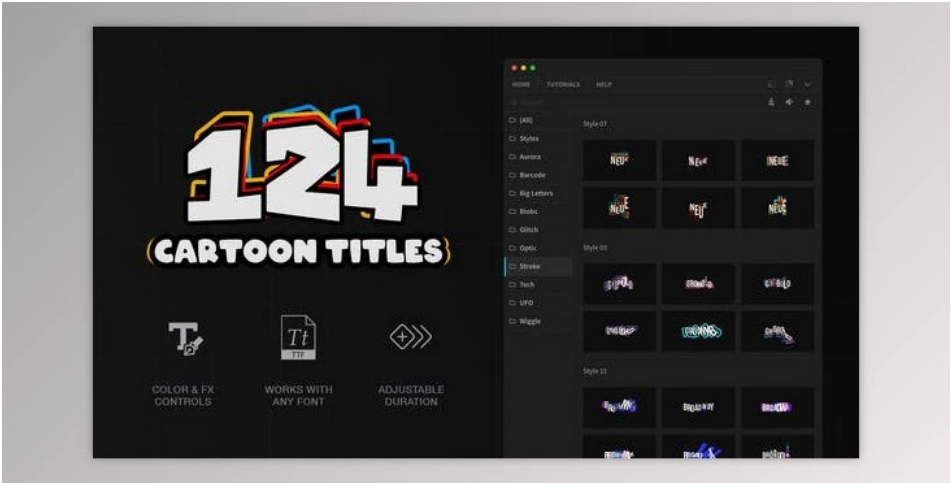 124
(CARTOON TITLES)
COLOR & FX
CONTROLS
Tt
TTF
WORKS WITH
ANY FONT
ADJUSTABLE
DURATION
HOME TUTORIALS HELP
(All)
Styles
Aurora
Barcode
Big Letters
Blobs
Glitch
Optic
Stroke
Tech
UFO
Wiggle
Style 07
NEUE NEUE NEUE
NEUE NEUE NEUE
Style 03
Style 11
BROADWAY